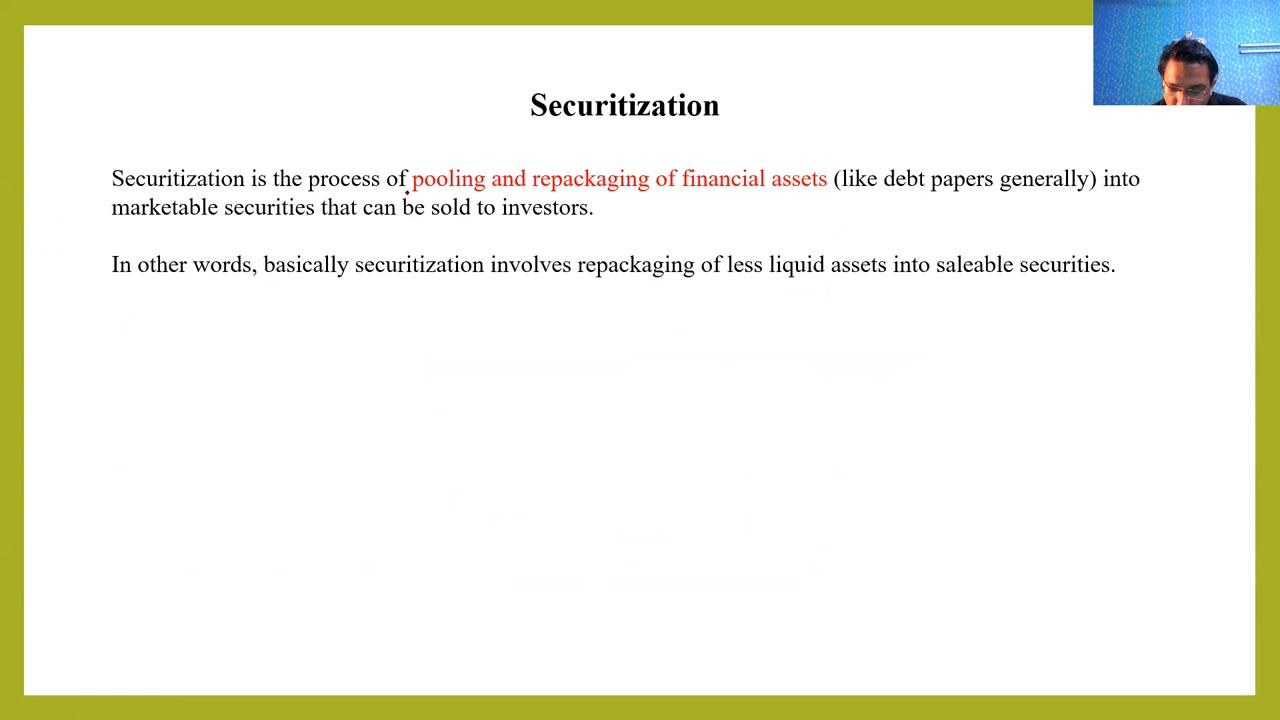 Securitization
Securitization is the process of pooling and repackaging of financial assets (like debt papers generally) into
marketable securities that can be sold to investors.
In other words, basically securitization involves repackaging of less liquid assets into saleable securities.